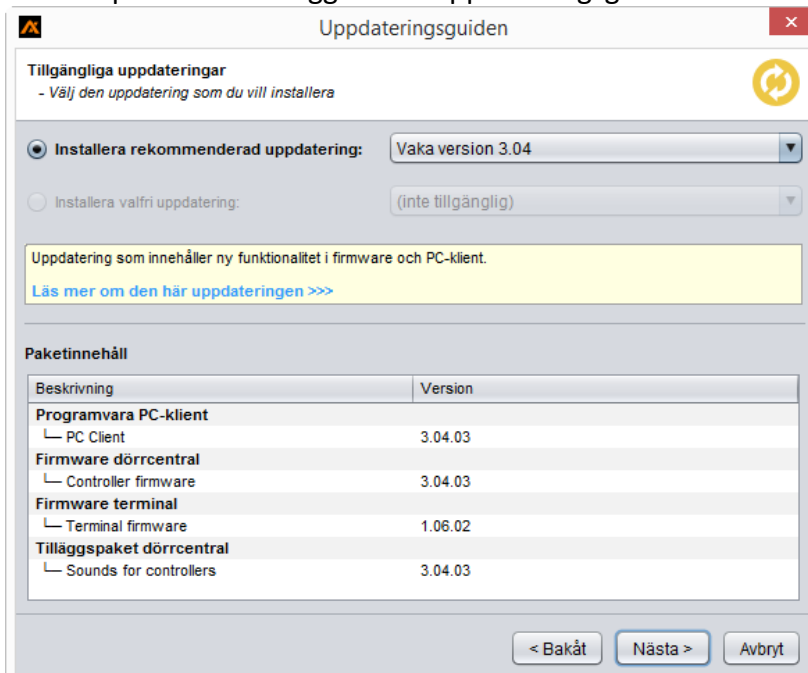 Uppdateringsguiden
Tillgängliga uppdateringar
- Välj den uppdatering som du vill installera
Installera rekommenderad uppdatering: Vaka version 3.04
Installera valfri uppdatering: (inte tillgänglig)
Uppdatering som innehåller ny funktionalitet i firmware och PC-klient.
Läs mer om den här uppdateringen >>>
Paketinnehåll
Beskrivning Version
Programvara PC-klient
PC Client 3.04.03
Firmware dörrcentral
Controller firmware 3.04.03
Firmware terminal
Terminal firmware 1.06.02
Tilläggspaket dörrcentral
Sounds for controllers 3.04.03
< Bakåt Nästa > Avbryt